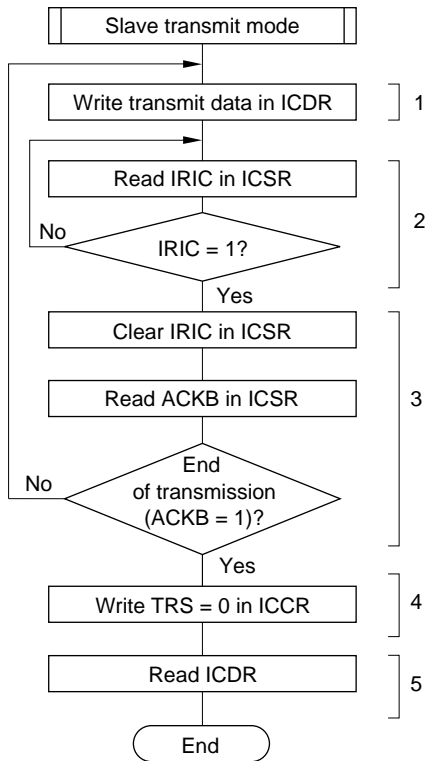 Slave transmit mode
Write transmit data in ICDR
1
Read IRIC in ICSR
2
No
IRIC = 1?
Yes
Clear IRIC in ICSR
Read ACKB in ICSR
3
End
No
of transmission
(ACKB = 1)?
Yes
Write TRS = 0 in ICCR
4
Read ICDR
5
End